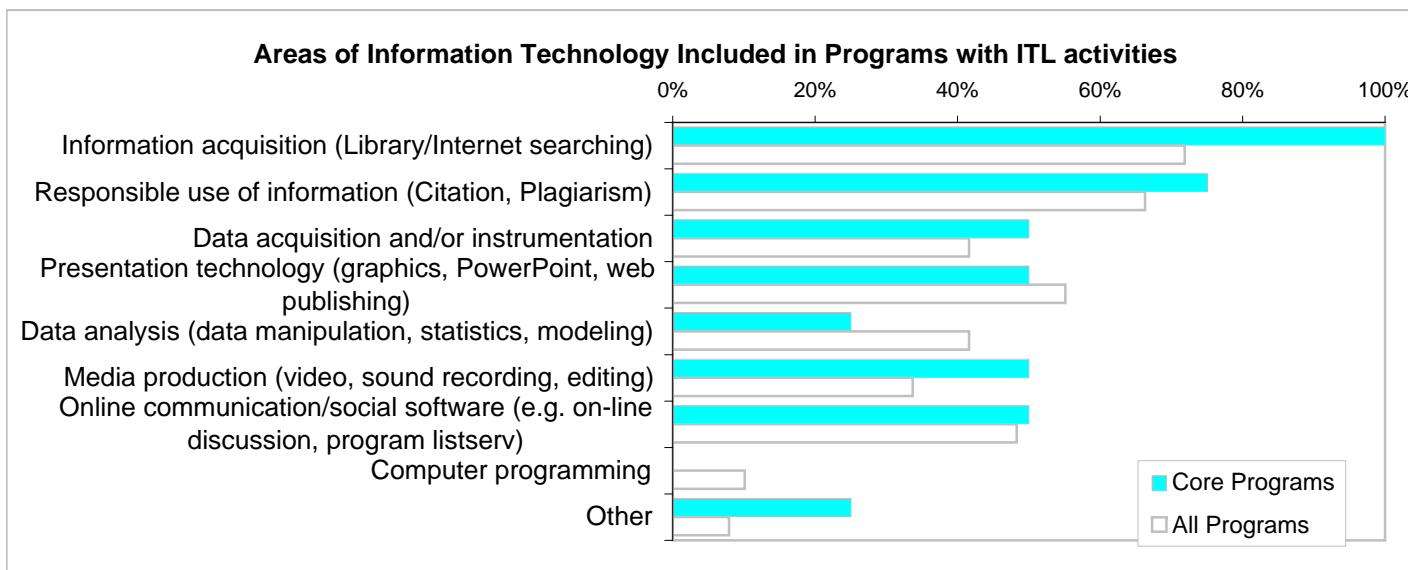 Areas of Information Technology Included in Programs with ITL activities
0% 20% 40% 60% 80% 100%
Information acquisition (Library/Internet searching)
Responsible use of information (Citation, Plagiarism)
Data acquisition and/or instrumentation
Presentation technology (graphics, PowerPoint, web
publishing)
Data analysis (data manipulation, statistics, modeling)
Media production (video, sound recording, editing)
Online communication/social software (e.g. on-line
discussion, program listserv)
Computer programming
Other
Core Programs
All Programs